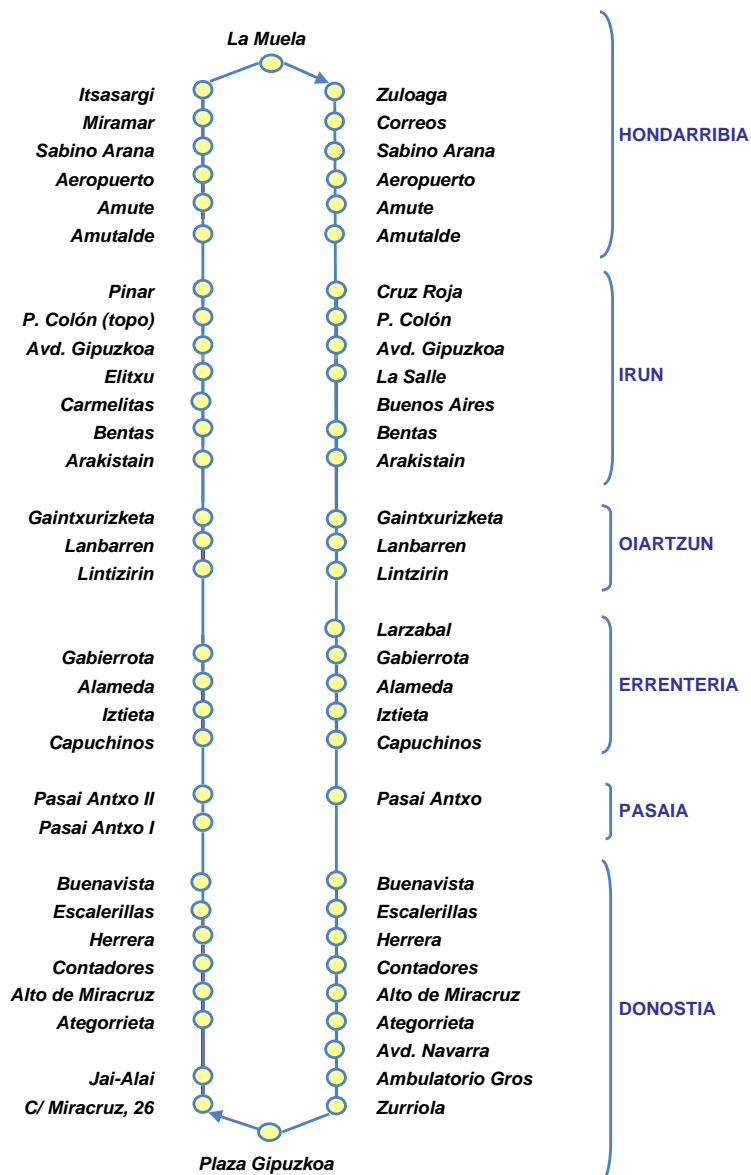 La Muela
Itsasargi Zuloaga
Miramar Correos
HONDARRIBIA
Sabino Arana Sabino Arana
Aeropuerto Aeropuerto
Amute Amute
Amutalde Amutalde
Pinar Cruz Roja
P. Colón (topo) P. Colón
Avd. Gipuzkoa Avd. Gipuzkoa
Elitxu La Salle IRUN
Carmelitas Buenos Aires
Bentas Bentas
Arakistain Arakistain
Gaintxurizketa Gaintxurizketa
Lanbarren Lanbarren OIARTZUN
Lintizirin Lintzirin
Larzabal
Gabierrota Gabierrota
Alameda Alameda ERRENTERIA
Iztieta Iztieta
Capuchinos Capuchinos
Pasai Antxo II Pasai Antxo
PASAIA
Pasai Antxo I
Buenavista Buenavista
Escalerillas Escalerillas
Herrera Herrera
Contadores Contadores
Alto de Miracruz Alto de Miracruz
DONOSTIA
Ategorrieta Ategorrieta
Avd. Navarra
Jai-Alai Ambulatorio Gros
C/ Miracruz, 26 Zurriola
Plaza Gipuzkoa